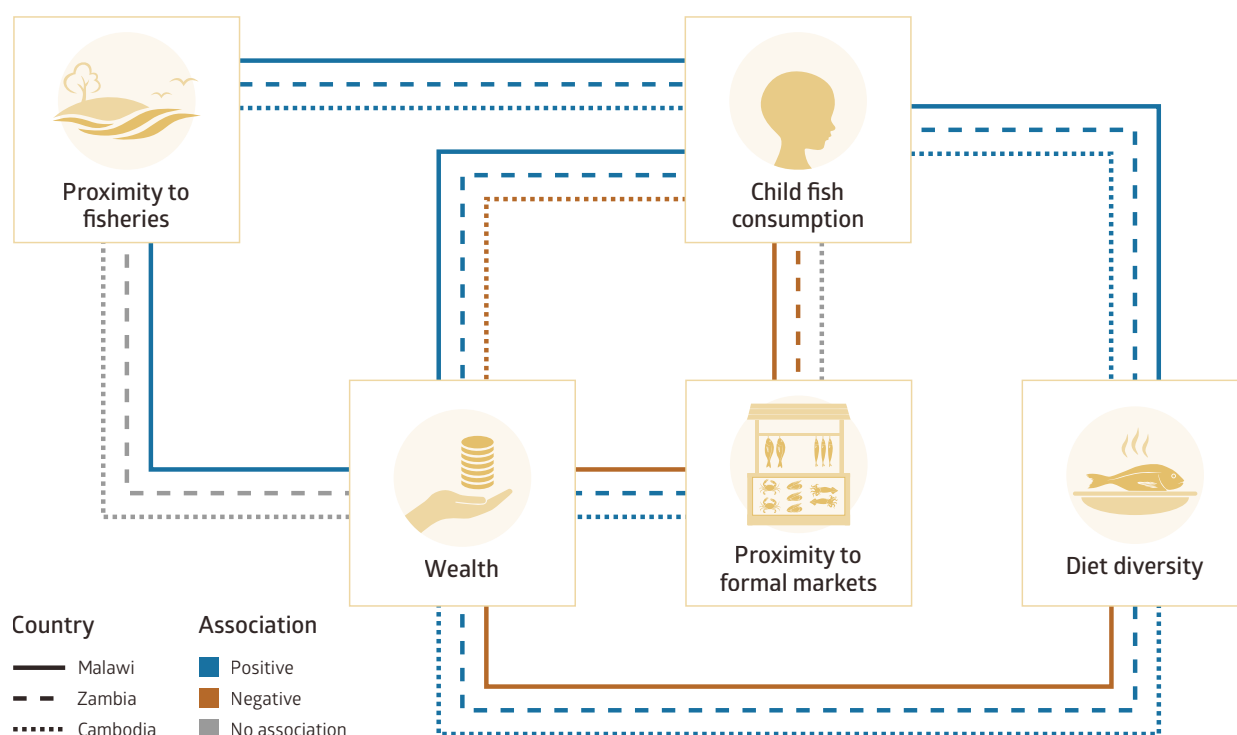 Proximity to
fisheries
Child fish
consumption
Wealth
Proximity to
formal markets
Diet diversity
Country
Association
Malawi
Positive
Zambia
Negative
Cambodia
No association